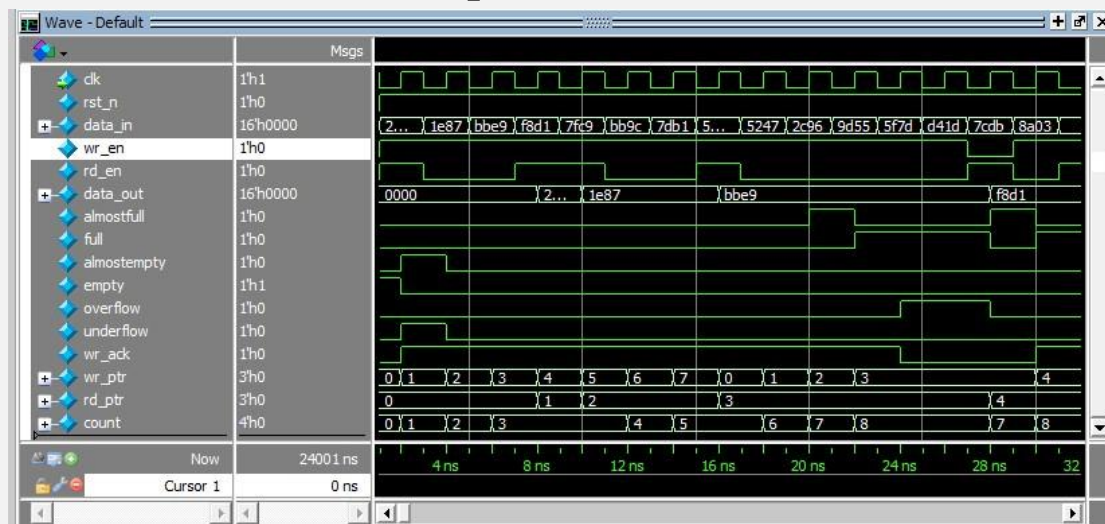 Wave - Default
Msgs
clk 1'h1
rst_n 1'h0
data_in 16'h0000 2... 1e87 bbe9 f8d1 7fc9 bb9c 7db1 5... 5247 2c96 9d55 5f7d d41d 7cdb 8a03
wr_en 1'h0
rd_en 1'h0
data_out 16'h0000 0000 2... 1e87 bbe9 f8d1
almostfull 1'h0
full 1'h0
almostempty 1'h0
empty 1'h1
overflow 1'h0
underflow 1'h0
wr_ack 1'h0
wr_ptr 3'h0 0 1 2 3 4 5 6 7 0 1 2 3 4
rd_ptr 3'h0 0 1 2 3 4
count 4'h0 0 1 2 3 4 5 6 7 8 7 8
Now 24001 ns 4 ns 8 ns 12 ns 16 ns 20 ns 24 ns 28 ns 32
Cursor 1 0 ns